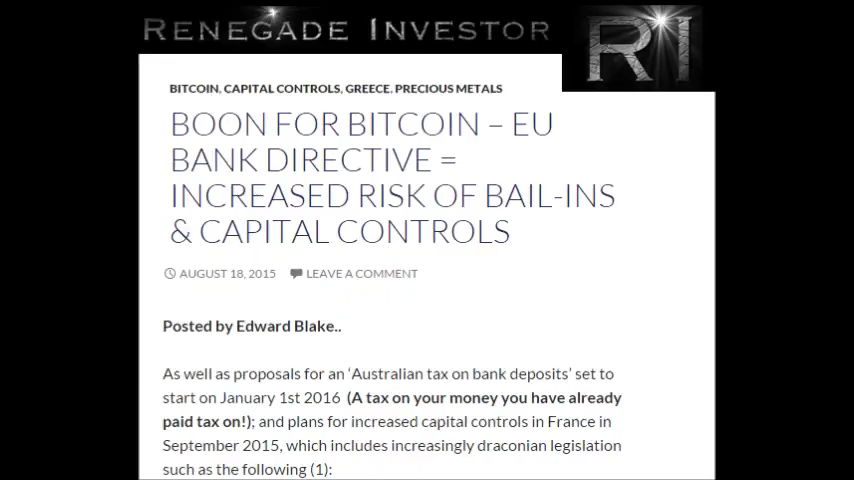 RENEGADE INVESTOR
RI
BITCOIN, CAPITAL CONTROLS, GREECE, PRECIOUS METALS
BOON FOR BITCOIN – EU
BANK DIRECTIVE =
INCREASED RISK OF BAIL-INS
& CAPITAL CONTROLS
AUGUST 18, 2015 LEAVE A COMMENT
Posted by Edward Blake..
As well as proposals for an ‘Australian tax on bank deposits’ set to
start on January 1st 2016 (A tax on your money you have already
paid tax on!); and plans for increased capital controls in France in
September 2015, which includes increasingly draconian legislation
such as the following (1):